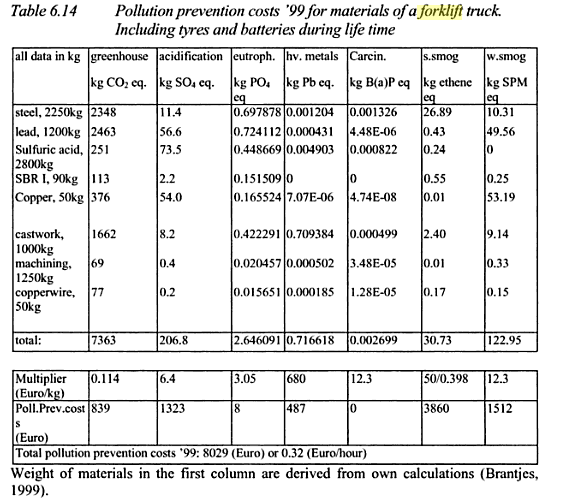 Table 6.14 Pollution prevention costs '99 for materials of a forklift truck.
Including tyres and batteries during life time
all data in kg greenhouse acidification eutroph. hv. metals Carcin. s.smog w.smog
kg CO₂ eq. kg SO₄ eq. kg PO₄ kg Pb eq. kg B(a)P eq kg ethene kg SPM
eq eq eq
steel, 2250kg 2348 11.4 0.697878 0.001204 0.001326 26.89 10.31
lead, 1200kg 2463 56.6 0.724112 0.000431 4.48E-06 0.43 49.56
Sulfuric acid, 251 73.5 0.448669 0.004903 0.000822 0.24 0
2800kg
SBR I, 90kg 113 2.2 0.151509 0 0 0.55 0.25
Copper, 50kg 376 54.0 0.165524 7.07E-06 4.74E-08 0.01 53.19
castwork, 1662 8.2 0.422291 0.709384 0.000499 2.40 9.14
1000kg
machining, 69 0.4 0.020457 0.000502 3.48E-05 0.01 0.33
1250kg
copperwire, 77 0.2 0.015651 0.000185 1.28E-05 0.17 0.15
50kg
total: 7363 206.8 2.646091 0.716618 0.002699 30.73 122.95
Multiplier 0.114 6.4 3.05 680 12.3 50/0.398 12.3
(Euro/kg)
Poll.Prev.cost 839 1323 8 487 0 3860 1512
s
(Euro)
Total pollution prevention costs '99: 8029 (Euro) or 0.32 (Euro/hour)
Weight of materials in the first column are derived from own calculations (Brantjes,
1999).